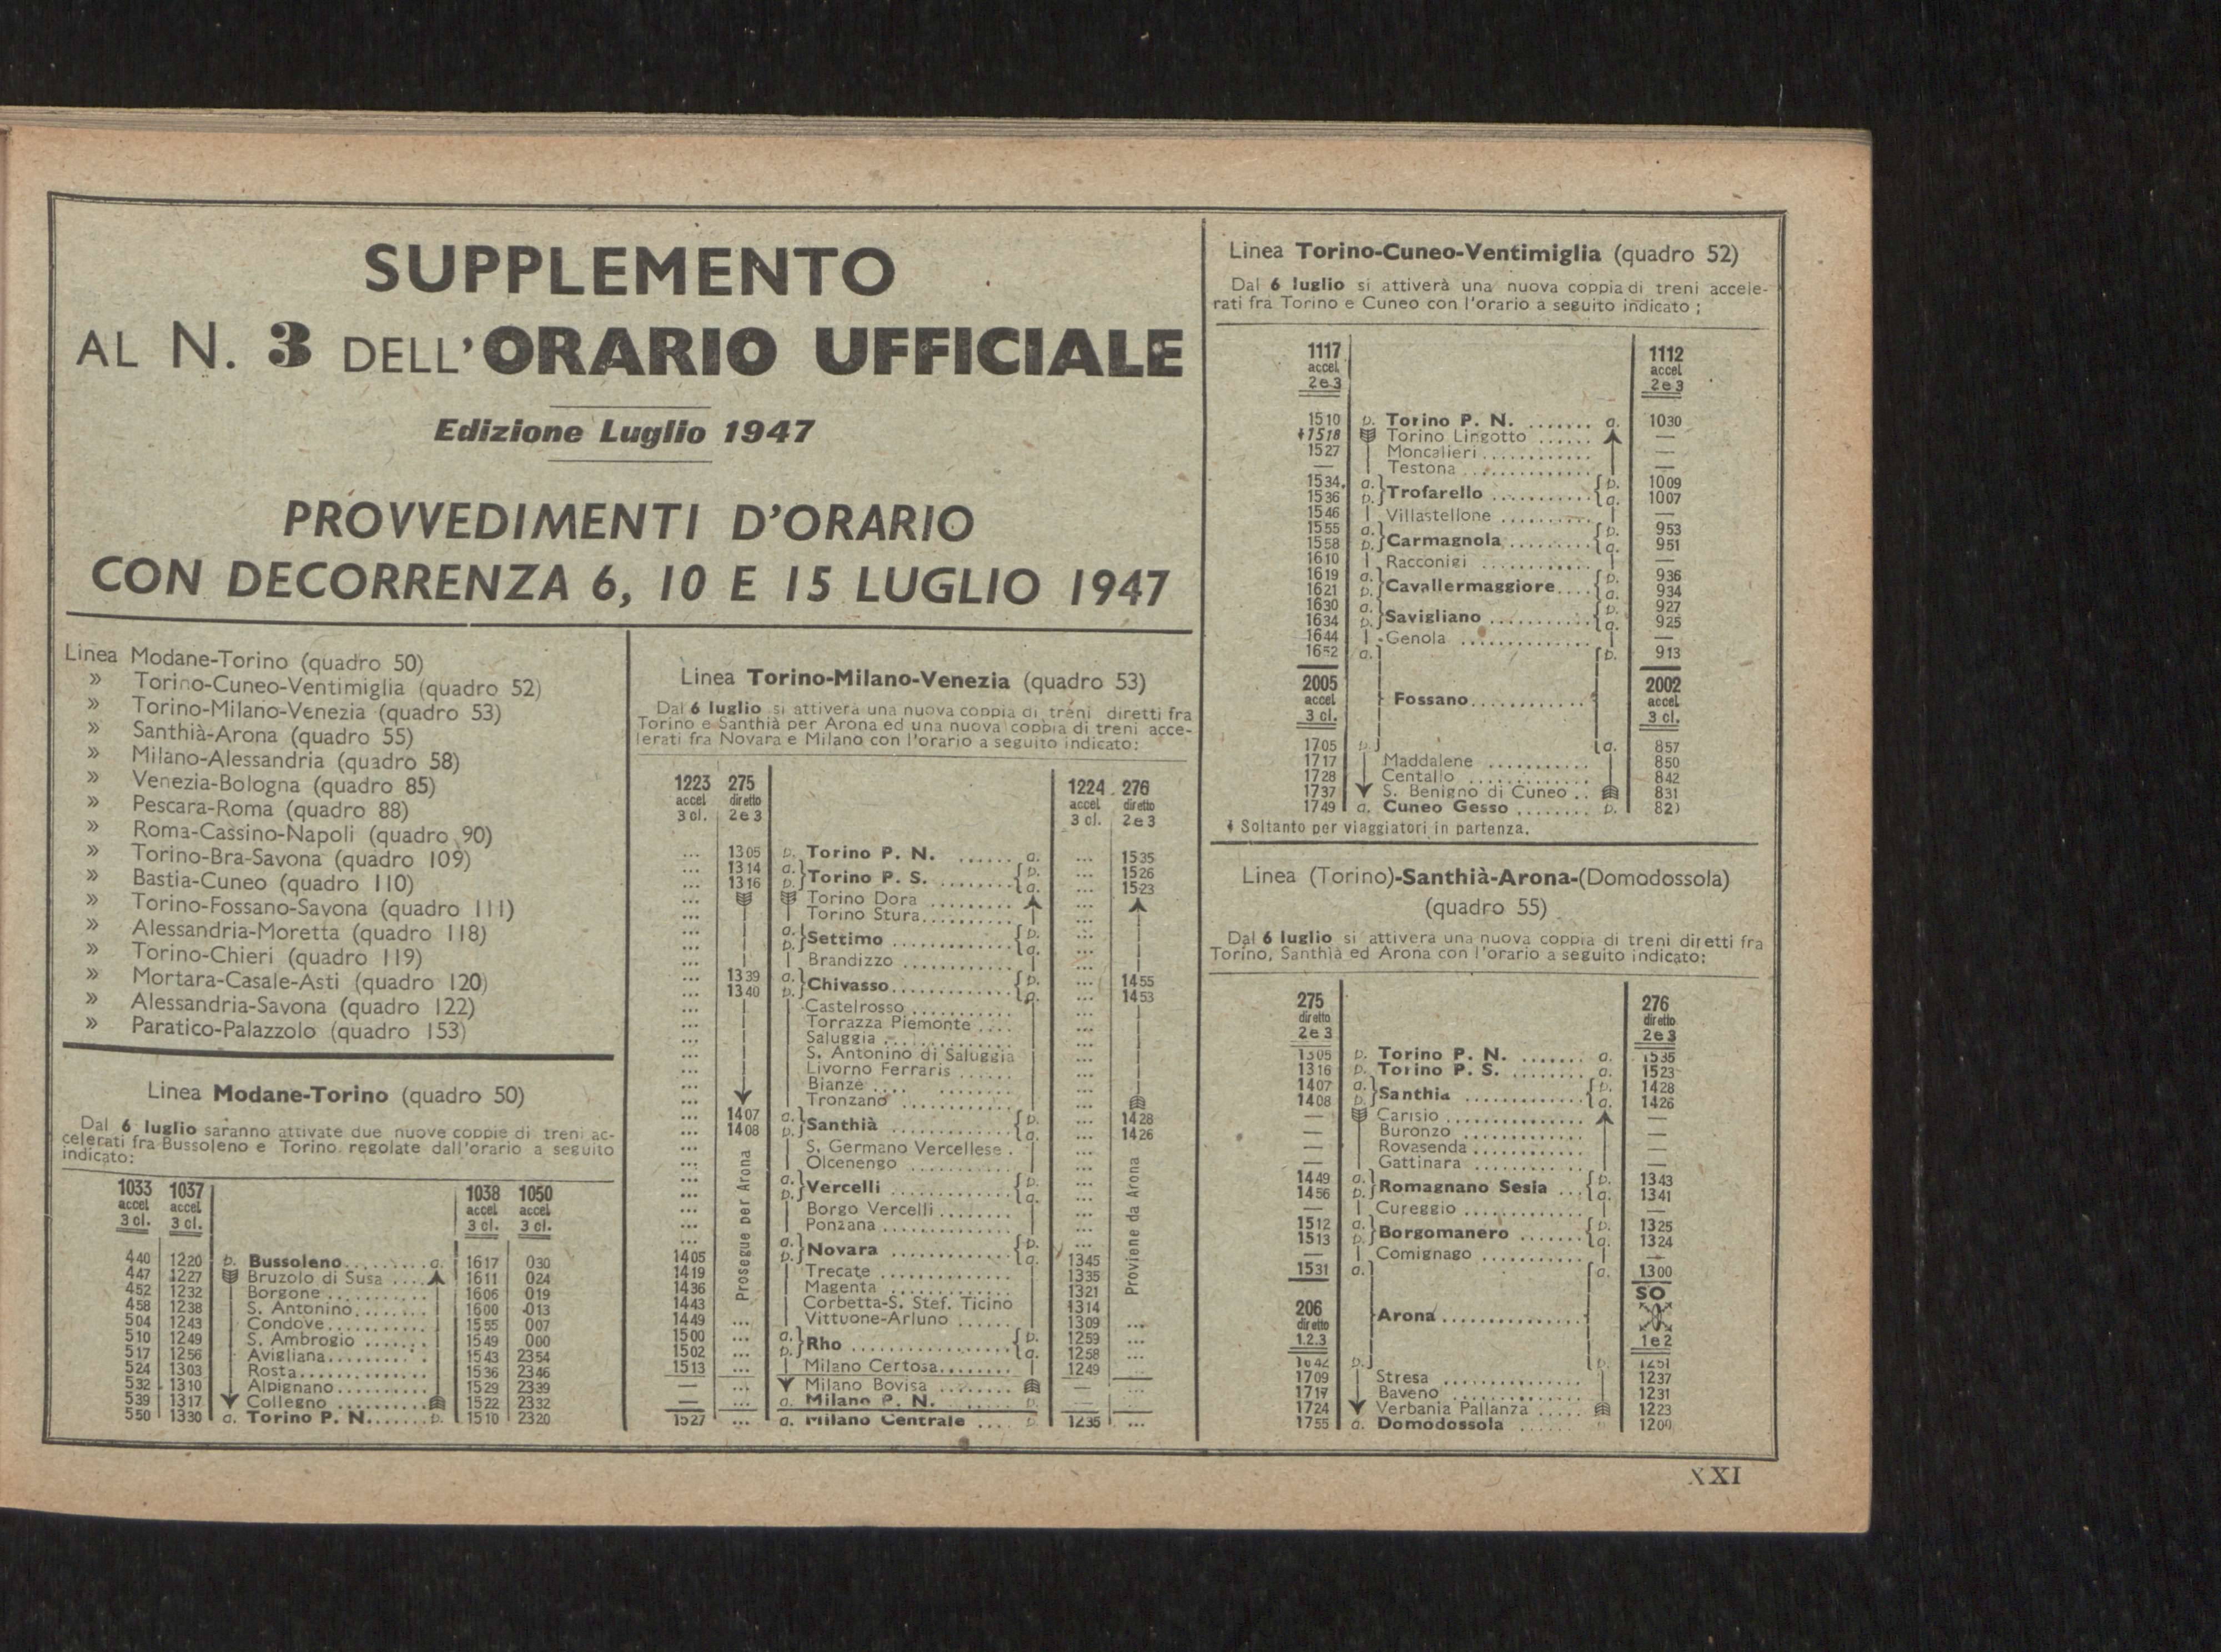 SUPPLEMENTO
AL N. 3 DELL'ORARIO UFFICIALE
Edizione Luglio 1947
PROVVEDIMENTI D'ORARIO
CON DECORRENZA 6, 10 E 15 LUGLIO 1947
Linea Modane-Torino (quadro 50)
» Torino-Cuneo-Ventimiglia (quadro 52)
» Torino-Milano-Venezia (quadro 53)
» Santhià-Arona (quadro 55)
» Milano-Alessandria (quadro 58)
» Venezia-Bologna (quadro 85)
» Pescara-Roma (quadro 88)
» Roma-Cassino-Napoli (quadro 90)
» Torino-Bra-Savona (quadro 109)
» Bastia-Cuneo (quadro 110)
» Torino-Fossano-Savona (quadro 111)
» Alessandria-Moretta (quadro 118)
» Torino-Chieri (quadro 119)
» Mortara-Casale-Asti (quadro 120)
» Alessandria-Savona (quadro 122)
» Paratico-Palazzolo (quadro 153)
Linea Modane-Torino (quadro 50)
Dal 6 luglio saranno attivate due nuove coppie di treni ac-
celerati fra Bussoleno e Torino regolate dall'orario a seguito
indicato:
1033 1037 1038 1050
accel accel accel accel
3 cl. 3 cl. 3 cl. 3 cl.
440 1220 p. Bussoleno........a. 1617 030
447 1227 Bruzolo di Susa .... 1611 024
452 1232 Borgone ........... 1606 019
458 1238 S. Antonino........ 1600 013
504 1243 Condove........... 1555 007
510 1249 S. Ambrogio ....... 1549 000
517 1256 Avigliana.......... 1543 2354
524 1303 Rosta............. 1536 2346
532 1310 Alpignano.......... 1529 2339
539 1317 Collegno .......... 1522 2332
550 1330 a. Torino P. N.......p. 1510 2320
Linea Torino-Milano-Venezia (quadro 53)
Dal 6 luglio si attiverà una nuova coppia di treni diretti fra
Torino e Santhià per Arona ed una nuova coppia di treni acce-
lerati fra Novara e Milano con l'orario a seguito indicato:
1223 275 1224 276
accel diretto accel diretto
3 cl. 2 e 3 3 cl. 2 e 3
... 1305 p. Torino P. N. ...... a. ... 1535
... 1314 a. Torino P. S. ........ p. ... 1526
... 1316 p. a. ... 1523
... Torino Dora ......... ...
... Torino Stura.......... ...
... a. Settimo ............ p. ...
... p. a. ...
... Brandizzo ........... ...
... 1339 a. Chivasso............ p. ... 1455
... 1340 p. a. ... 1453
... Castelrosso .......... ...
... Torrazza Piemonte .... ...
... Saluggia ............. ...
... S. Antonino di Saluggia ...
... Livorno Ferraris ...... ...
... Bianze .... ........ ...
... Tronzano ........... ...
... 1407 a. Santhià ............ p. ... 1428
... 1408 p. a. ... 1426
... S. Germano Vercellese . ...
... Olcenengo .......... ...
... a. Vercelli ............ p. ...
... p. a. ...
... Borgo Vercelli ........ ...
... Ponzana............. ...
... a. Novara ............ p. ...
1405 p. a. 1345
1419 Trecate ............. 1335
1436 Magenta ............ 1321
1443 Corbetta-S. Stef. Ticino 1314
1449 ... Vittuone-Arluno ...... 1309 ...
1500 ... a. Rho ................ p. 1259 ...
1502 ... p. a. 1258 ...
1513 ... Milano Certosa........ 1249 ...
— ... Milano Bovisa ........ — ...
— ... a. Milano P. N. ...... p. — ...
1527 ... a. Milano Centrale .... p. 1235 ...
Prosegue per Arona
Proviene da Arona
Linea Torino-Cuneo-Ventimiglia (quadro 52)
Dal 6 luglio si attiverà una nuova coppia di treni accele-
rati fra Torino e Cuneo con l'orario a seguito indicato ;
1117 1112
accel accel
2 e 3 2 e 3
1510 p. Torino P. N. ....... a. 1030
1518 Torino Lingotto ...... —
1527 Moncalieri............ —
— Testona ............. —
1534 a. Trofarello ........... p. 1009
1536 p. a. 1007
1546 Villastellone .......... —
1555 a. Carmagnola ......... p. 953
1558 p. a. 951
1610 Racconigi ............ —
1619 a. Cavallermaggiore.... p. 936
1621 p. a. 934
1630 a. Savigliano ........... p. 927
1634 p. a. 925
1644 Genola ............. —
1652 a. p. 913
2005 2002
accel Fossano............ accel
3 cl. 3 cl.
1705 p. a. 857
1717 Maddalene ........... 850
1728 Centallo ............. 842
1737 S. Benigno di Cuneo .. 831
1749 a. Cuneo Gesso ........ p.
Soltanto per viaggiatori in partenza.
Linea (Torino)-Santhià-Arona-(Domodossola)
(quadro 55)
Dal 6 luglio si attiverà una nuova coppia di treni diretti fra
Torino, Santhià ed Arona con l'orario a seguito indicato:
275 276
diretto diretto
2 e 3 2 e 3
1305 p. Torino P. N. ....... a. 1535
1316 p. Torino P. S. ........ a. 1523
1407 a. Santhià ............ p. 1428
1408 p. a. 1426
— Carisio ............. —
— Buronzo ............ —
— Rovasenda ........... —
— Gattinara ........... —
1449 a. Romagnano Sesia ... p. 1343
1456 p. a. 1341
— Cureggio ............ —
1512 a. Borgomanero ....... p. 1325
1513 p. a. 1324
— Comignago .......... —
1531 a. a. 1300
SO
206 Arona ..............
diretto
1.2.3 1 e 2
1642 p. p. 1251
1709 Stresa .............. 1237
1717 Baveno ............. 1231
1724 Verbania Pallanza ..... 1223
1755 a. Domodossola ...... 1200
XXI